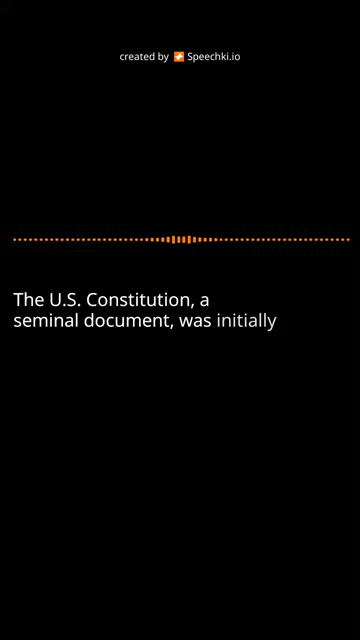 created by Speechki.io
The U.S. Constitution, a
seminal document, was initially